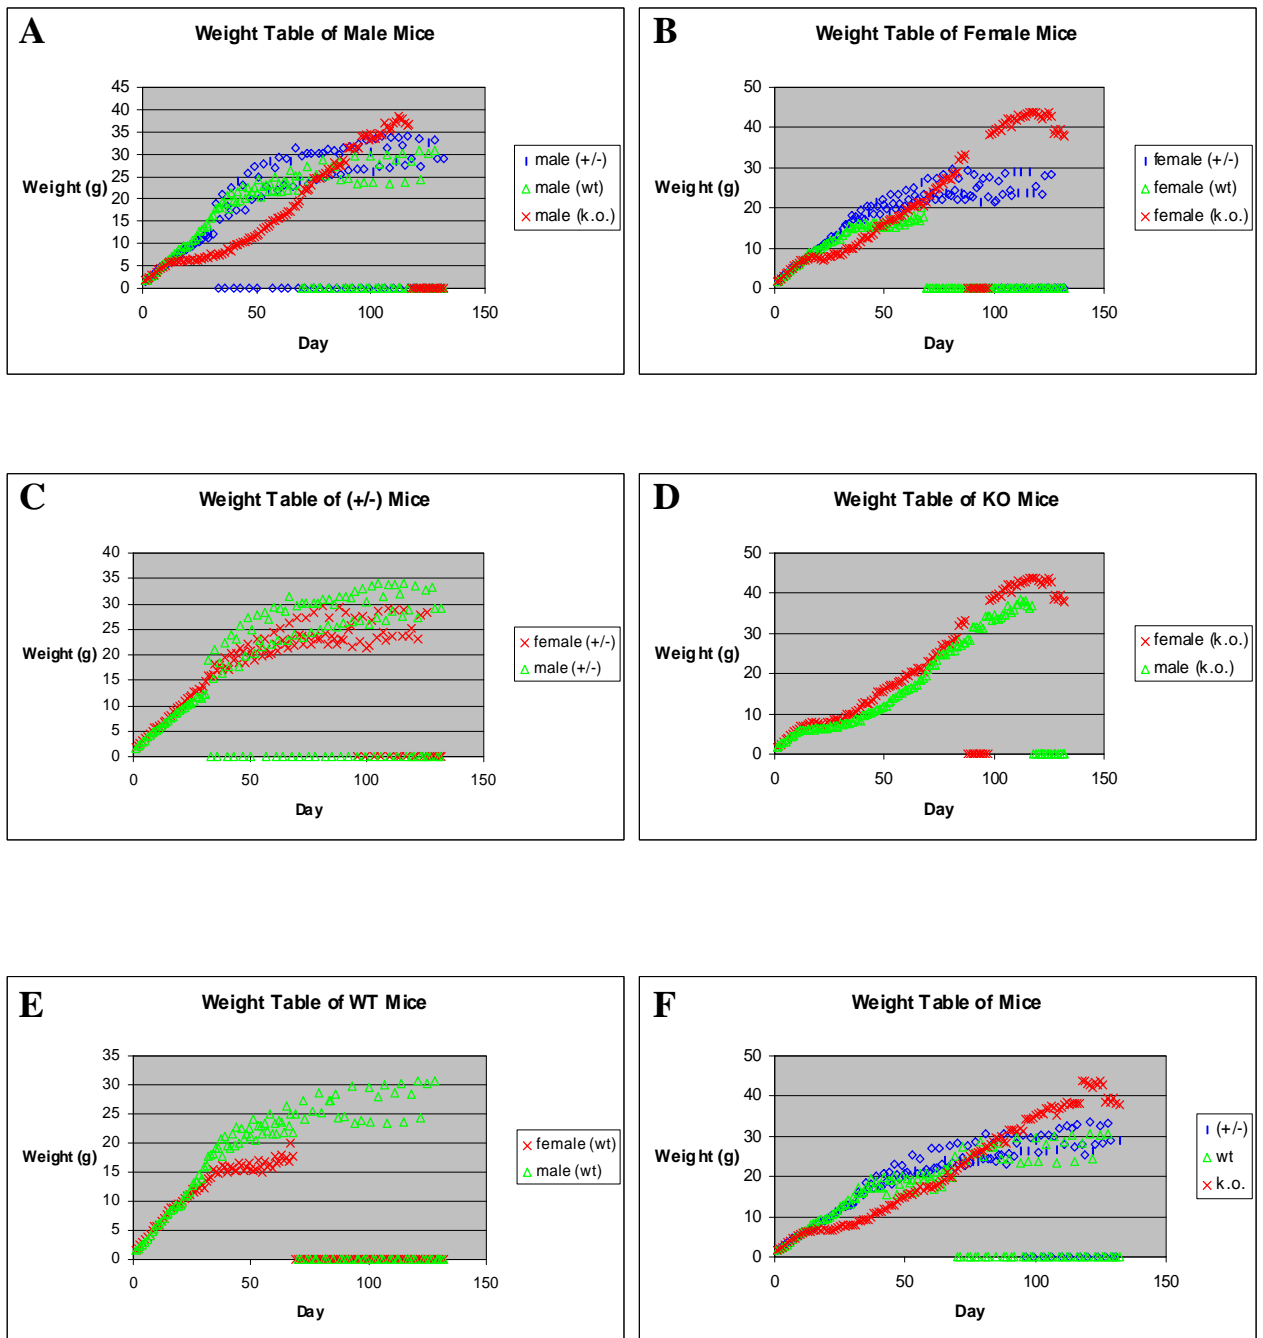 A
Weight Table of Male Mice
45
40
35
30
25
20
15
10
5
0
Weight (g)
0 50 100 150
Day
male (+/-)
male (wt)
male (k.o.)
B
Weight Table of Female Mice
50
40
30
20
10
0
Weight (g)
0 50 100 150
Day
female (+/-)
female (wt)
female (k.o.)
C
Weight Table of (+/-) Mice
40
35
30
25
20
15
10
5
0
Weight (g)
0 50 100 150
Day
female (+/-)
male (+/-)
D
Weight Table of KO Mice
50
40
30
20
10
0
Weight (g)
0 50 100 150
Day
female (k.o.)
male (k.o.)
E
Weight Table of WT Mice
35
30
25
20
15
10
5
0
Weight (g)
0 50 100 150
Day
female (wt)
male (wt)
F
Weight Table of Mice
50
40
30
20
10
0
Weight (g)
0 50 100 150
Day
(+/-)
wt
k.o.